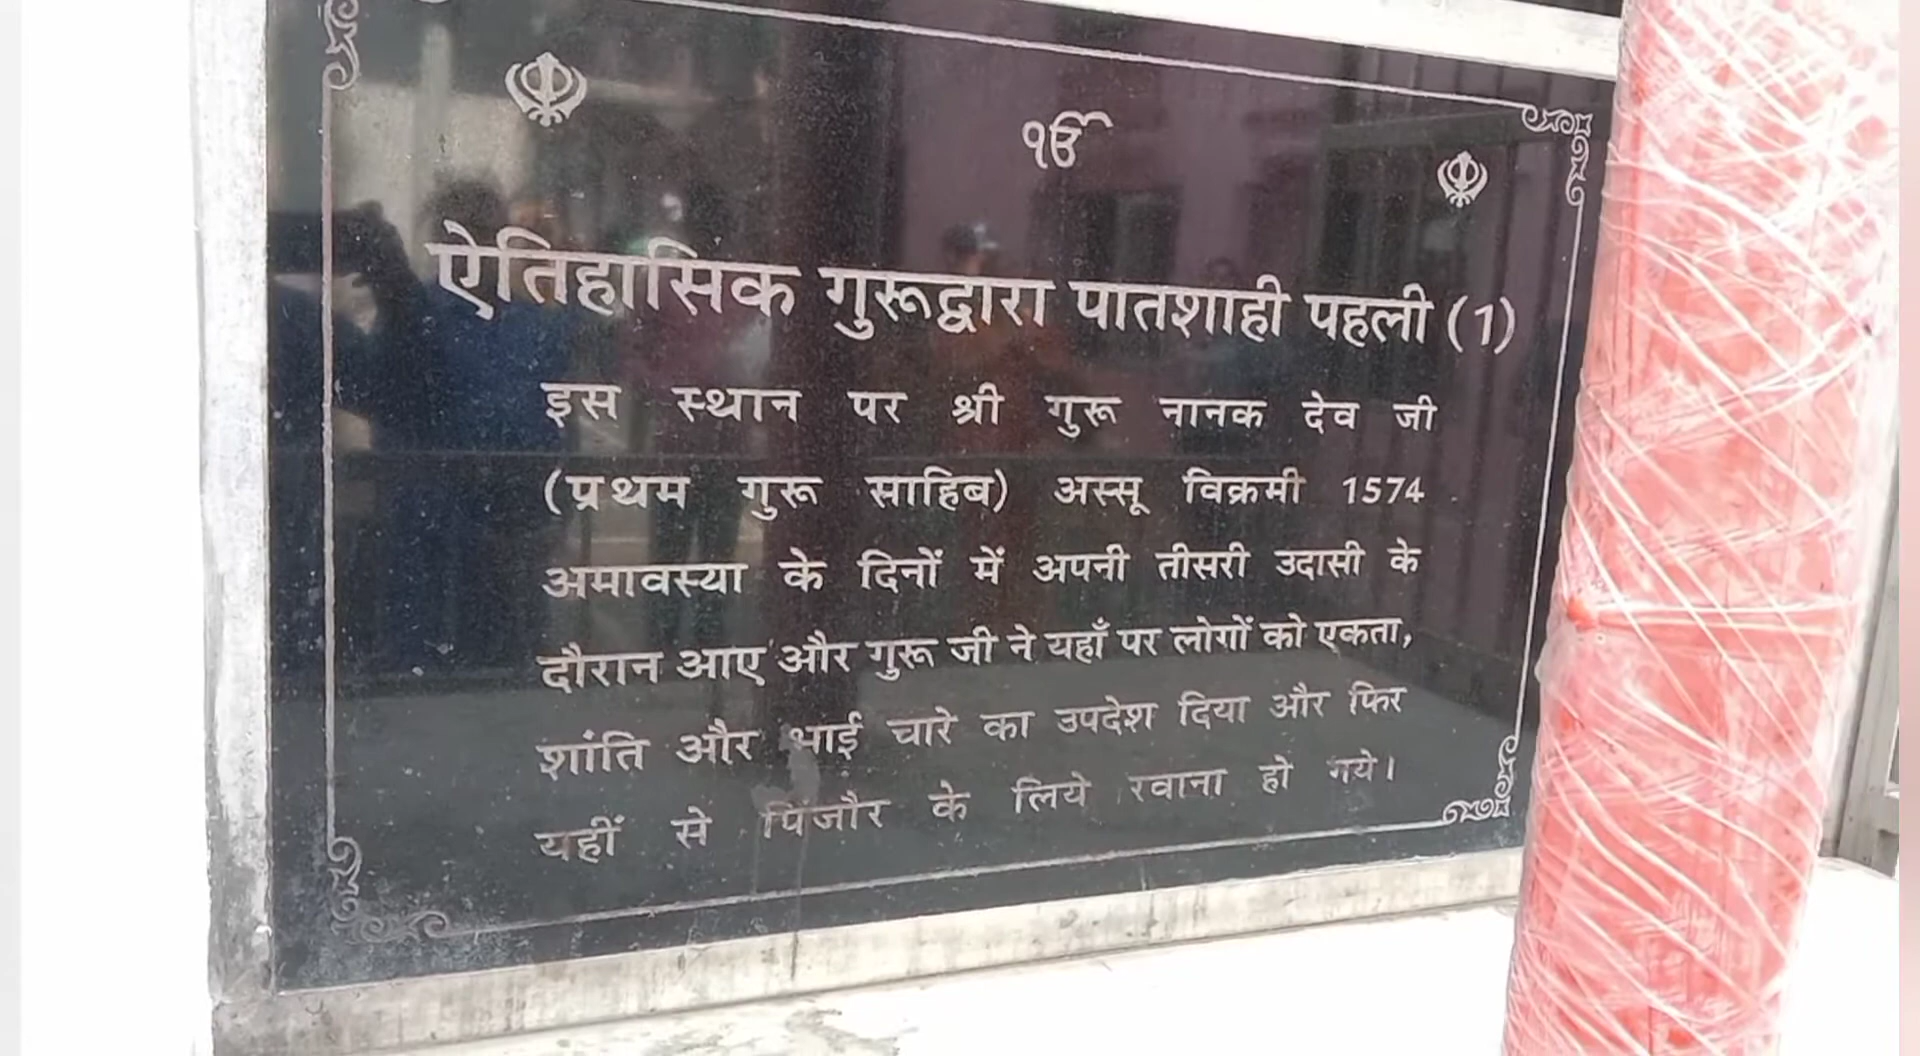 ੴ
ऐतिहासिक गुरूद्वारा पातशाही पहली (1)
इस स्थान पर श्री गुरू नानक देव जी
(प्रथम गुरू साहिब) अस्सू विक्रमी 1574
अमावस्या के दिनों में अपनी तीसरी उदासी के
दौरान आए और गुरू जी ने यहाँ पर लोगों को एकता,
शांति और भाई चारे का उपदेश दिया और फिर
यहीं से पिंजौर के लिये रवाना हो गये।